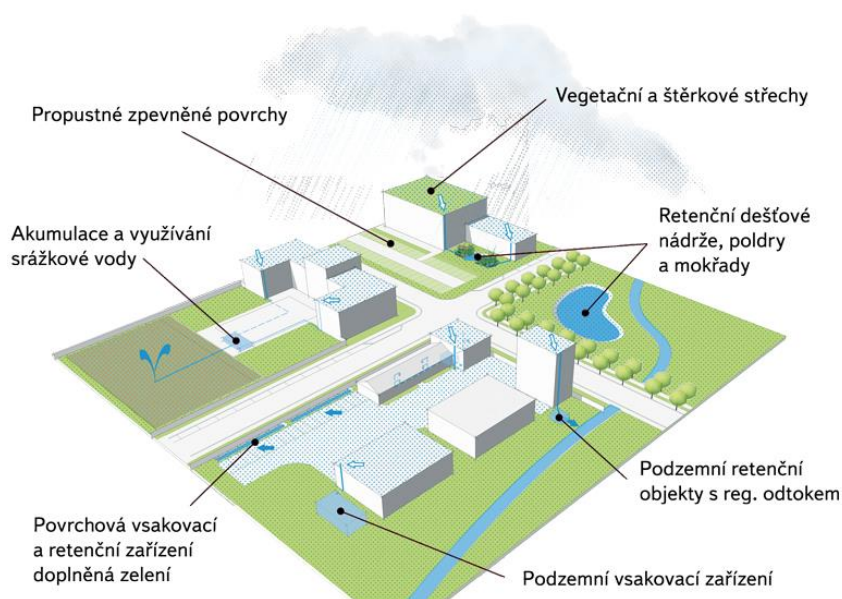 Vegetační a štěrkové střechy
Propustné zpevněné povrchy
Retenční dešťové
nádrže, poldry
a mokřady
Akumulace a využívání
srážkové vody
Podzemní retenční
objekty s reg. odtokem
Povrchová vsakovací
a retenční zařízení
doplněná zelení
Podzemní vsakovací zařízení